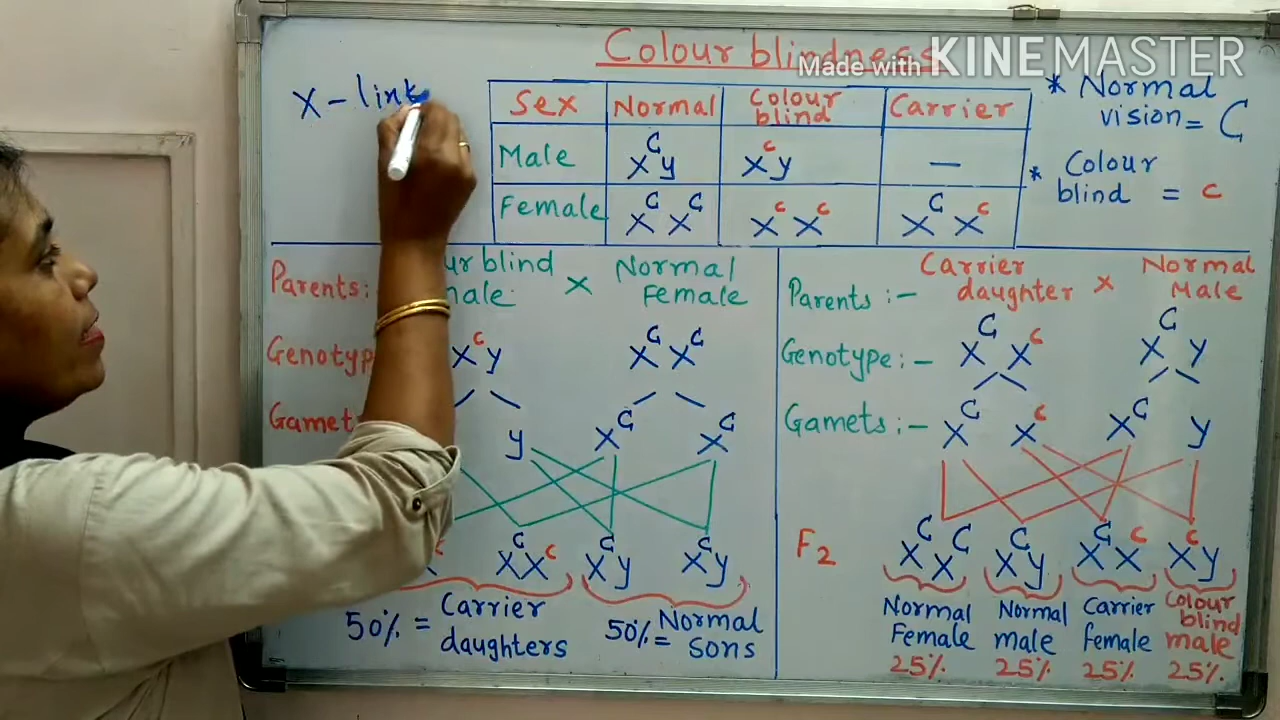 Colour blindness
Made with KINEMASTER
X - link
Sex Normal Colour blind Carrier
Male X^C y X^c y —
Female X^C X^C X^c X^c X^C X^c
* Normal
vision = C
* Colour
blind = c
Parents: ur blind male × Normal Female
Genotyp X^c y X^C X^C
Gamet y X^C X^C
c X^C X^c X^C y X^C y
50% = Carrier daughters
50% = Normal sons
Parents :- Carrier daughter × Normal Male
Genotype :- X^C X^c X^C y
Gamets :- X^C X^c X^C y
F2 X^C X^C X^C y X^C X^c X^c y
Normal Female 25%
Normal male 25%
Carrier female 25%
Colour blind male 25%